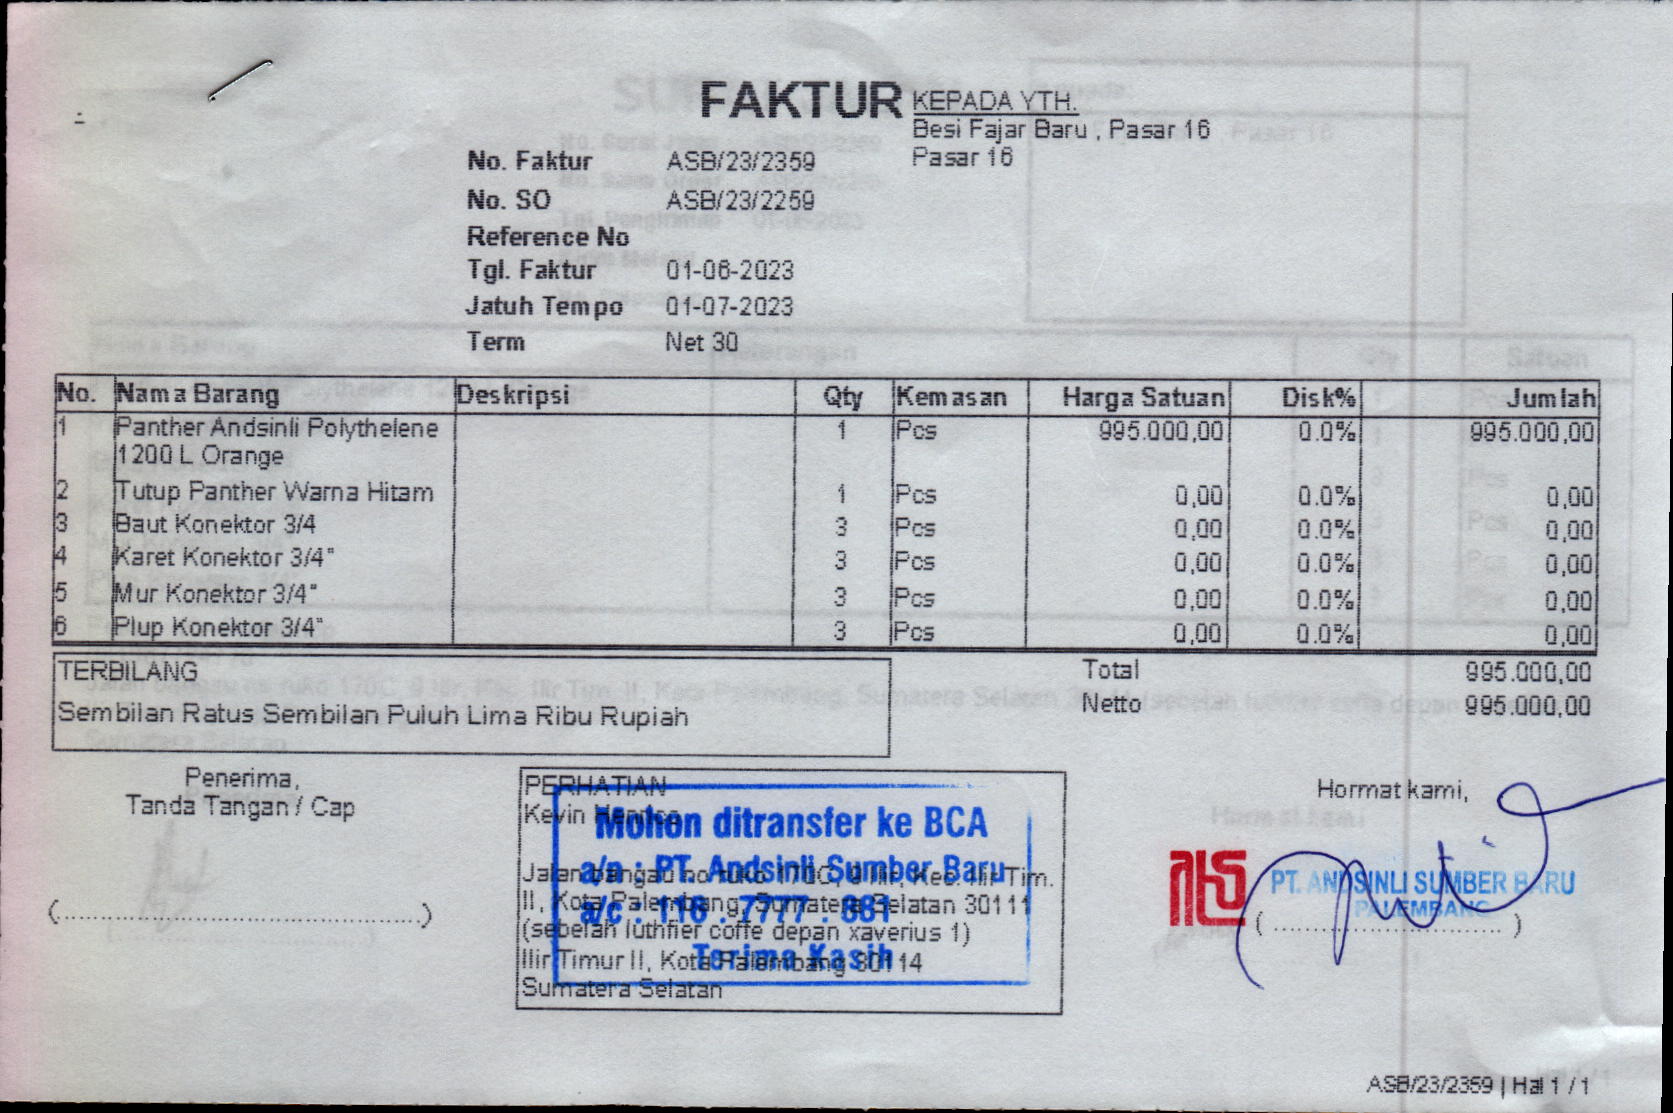 FAKTUR
KEPADA YTH.
Besi Fajar Baru , Pasar 16
Pasar 16
No. Faktur ASB/23/2359
No. SO ASB/23/2259
Reference No
Tgl. Faktur 01-06-2023
Jatuh Tempo 01-07-2023
Term Net 30
No. Nama Barang Deskripsi Qty Kemasan Harga Satuan Disk% Jumlah
1 Panther Andsinli Polythelene 1 Pcs 995.000,00 0.0% 995.000,00
1200 L Orange
2 Tutup Panther Warna Hitam 1 Pcs 0,00 0.0% 0,00
3 Baut Konektor 3/4 3 Pcs 0,00 0.0% 0,00
4 Karet Konektor 3/4" 3 Pcs 0,00 0.0% 0,00
5 Mur Konektor 3/4" 3 Pcs 0,00 0.0% 0,00
6 Plup Konektor 3/4" 3 Pcs 0,00 0.0% 0,00
TERBILANG
Sembilan Ratus Sembilan Puluh Lima Ribu Rupiah
Total 995.000,00
Netto 995.000,00
Penerima,
Tanda Tangan / Cap
(........................................)
PERHATIAN
Kevin
Jalan bangau no ruko 170C, 9 Ilir, Kec. Ilir Tim.
II, Kota Palembang, Sumatera Selatan 30111
(sebelah luthfier coffe depan xaverius 1)
Ilir Timur II, Kota Palembang 30114
Sumatera Selatan
Mohon ditransfer ke BCA
a/n : PT. Andsinli Sumber Baru
a/c : 116 . 7777 . 881
Terima Kasih
Hormat kami,
PT. ANDSINLI SUMBER BARU
PALEMBANG
(..............................)
ASB/23/2359 | Hal 1 / 1